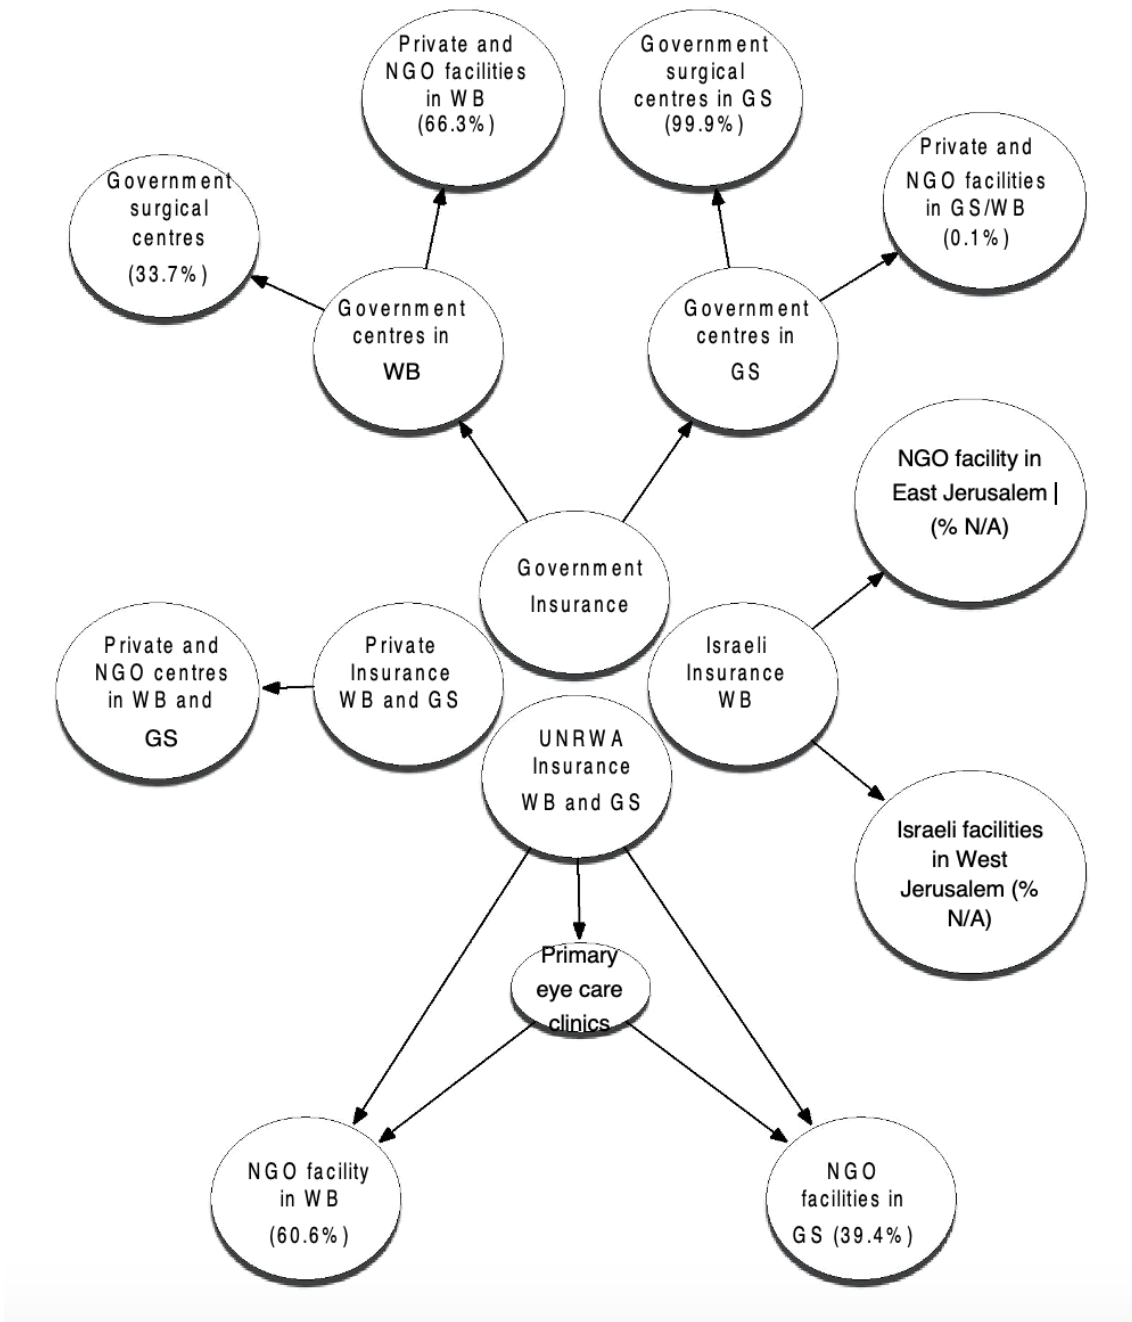 Private and
NGO facilities
in WB
(66.3%)
Government
surgical
centres in GS
(99.9%)
Private and
NGO facilities
in GS/WB
(0.1%)
Government
surgical
centres
(33.7%)
Government
centres in
WB
Government
centres in
GS
NGO facility in
East Jerusalem |
(% N/A)
Government
Insurance
Private and
NGO centres
in WB and
GS
Private
Insurance
WB and GS
Israeli
Insurance
WB
UNRWA
Insurance
WB and GS
Israeli facilities
in West
Jerusalem (%
N/A)
Primary
eye care
clinics
NGO facility
in WB
(60.6%)
NGO
facilities in
GS (39.4%)